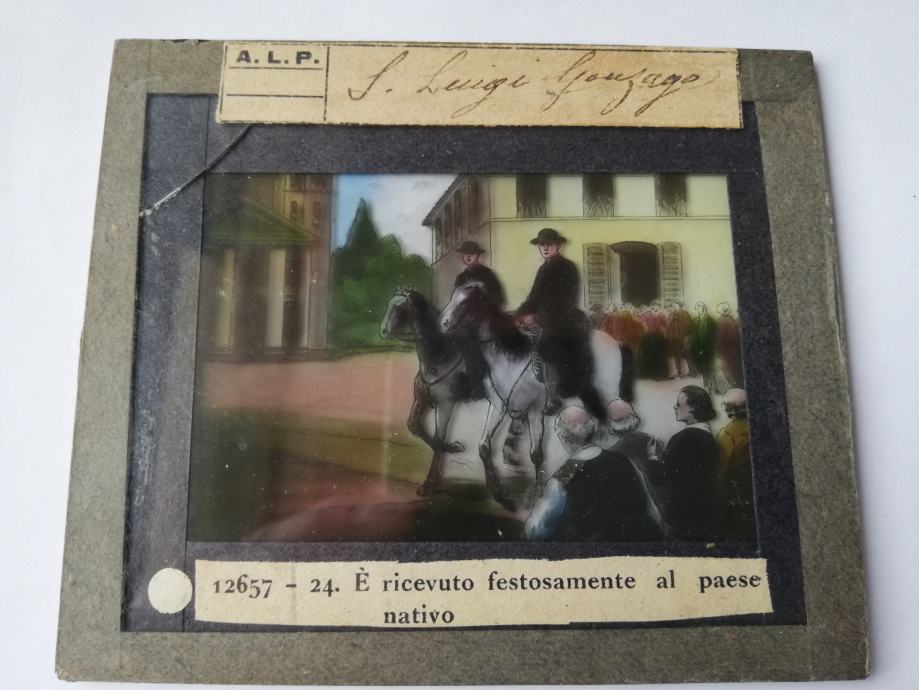 A. L. P.
S. Luigi Gonzaga
12657 – 24. È ricevuto festosamente al paese
nativo